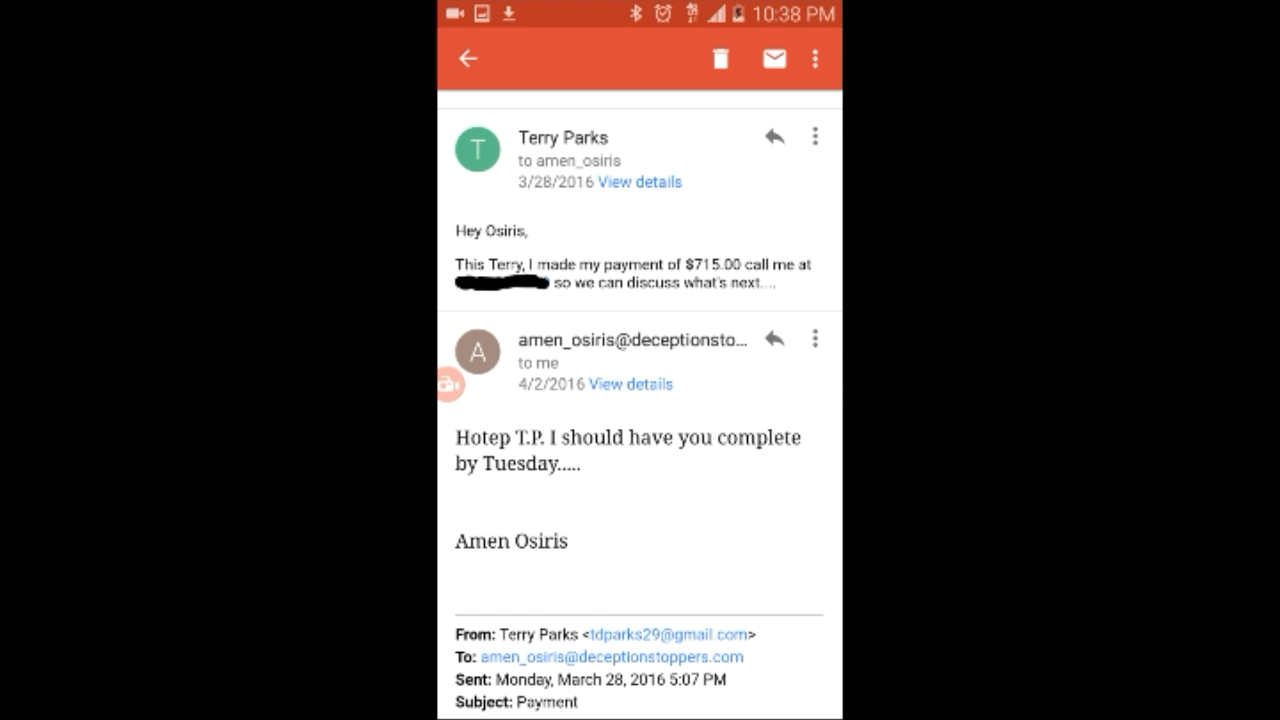 10:38 PM
T
Terry Parks
to amen_osiris
3/28/2016 View details
Hey Osiris,
This Terry, I made my payment of $715.00 call me at
so we can discuss what's next....
A
amen_osiris@deceptionsto...
to me
4/2/2016 View details
Hotep T.P. I should have you complete
by Tuesday.....
Amen Osiris
From: Terry Parks <tdparks29@gmail.com>
To: amen_osiris@deceptionstoppers.com
Sent: Monday, March 28, 2016 5:07 PM
Subject: Payment